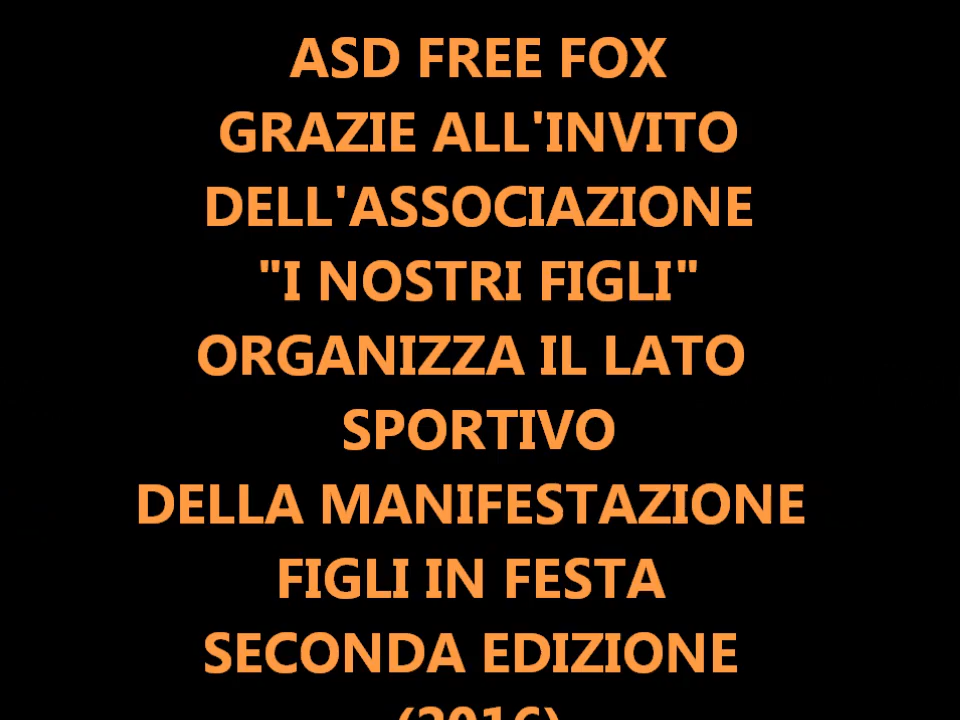 ASD FREE FOX
GRAZIE ALL'INVITO
DELL'ASSOCIAZIONE
"I NOSTRI FIGLI"
ORGANIZZA IL LATO
SPORTIVO
DELLA MANIFESTAZIONE
FIGLI IN FESTA
SECONDA EDIZIONE
(2016)